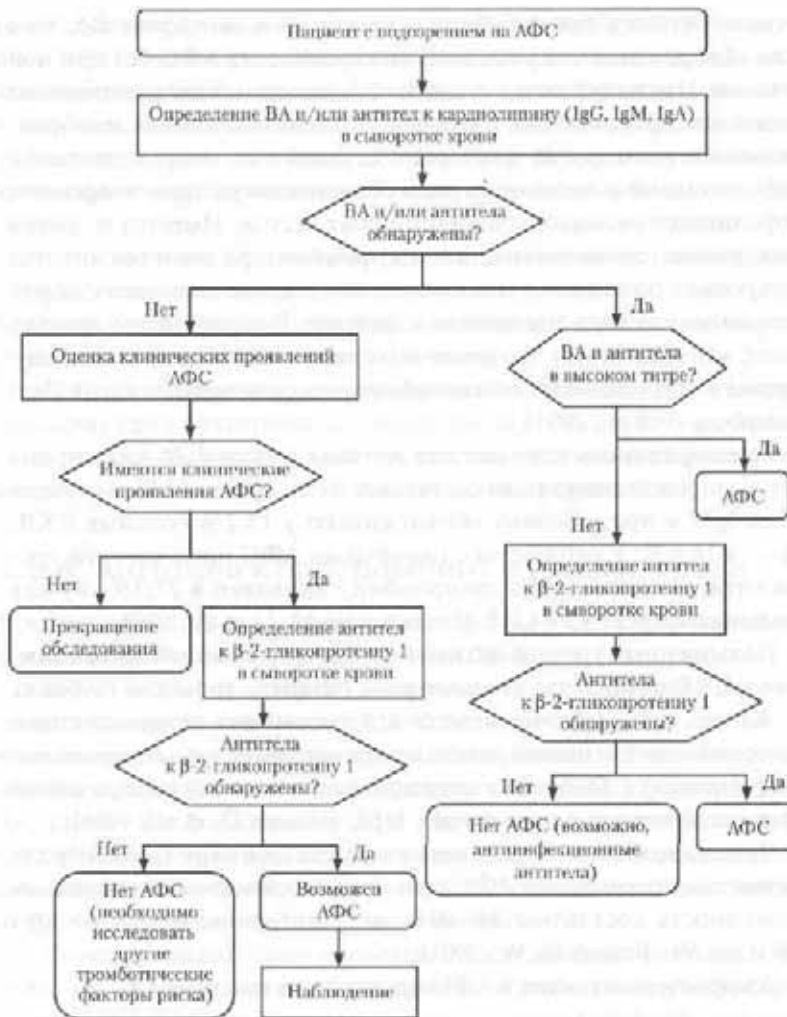 Пациент с подозрением на АФС
Определение ВА и/или антител к кардиолипину (IgG, IgM, IgA)
в сыворотке крови
ВА и/или антитела
обнаружены?
Нет
Да
Оценка клинических проявлений
АФС
ВА и антитела
в высоком титре?
Имеются клинические
проявления АФС?
Да
АФС
Нет
Нет
Да
Определение антител
к β-2-гликопротеину 1
в сыворотке крови
Прекращение
обследования
Определение антител
к β-2-гликопротеину 1
в сыворотке крови
Антитела
к β-2-гликопротеину 1
обнаружены?
Антитела
к β-2-гликопротеину 1
обнаружены?
Нет
Да
Нет АФС (возможно,
антиинфекционные
антитела)
АФС
Нет
Да
Нет АФС
(необходимо
исследовать
другие
тромботические
факторы риска)
Возможен
АФС
Наблюдение